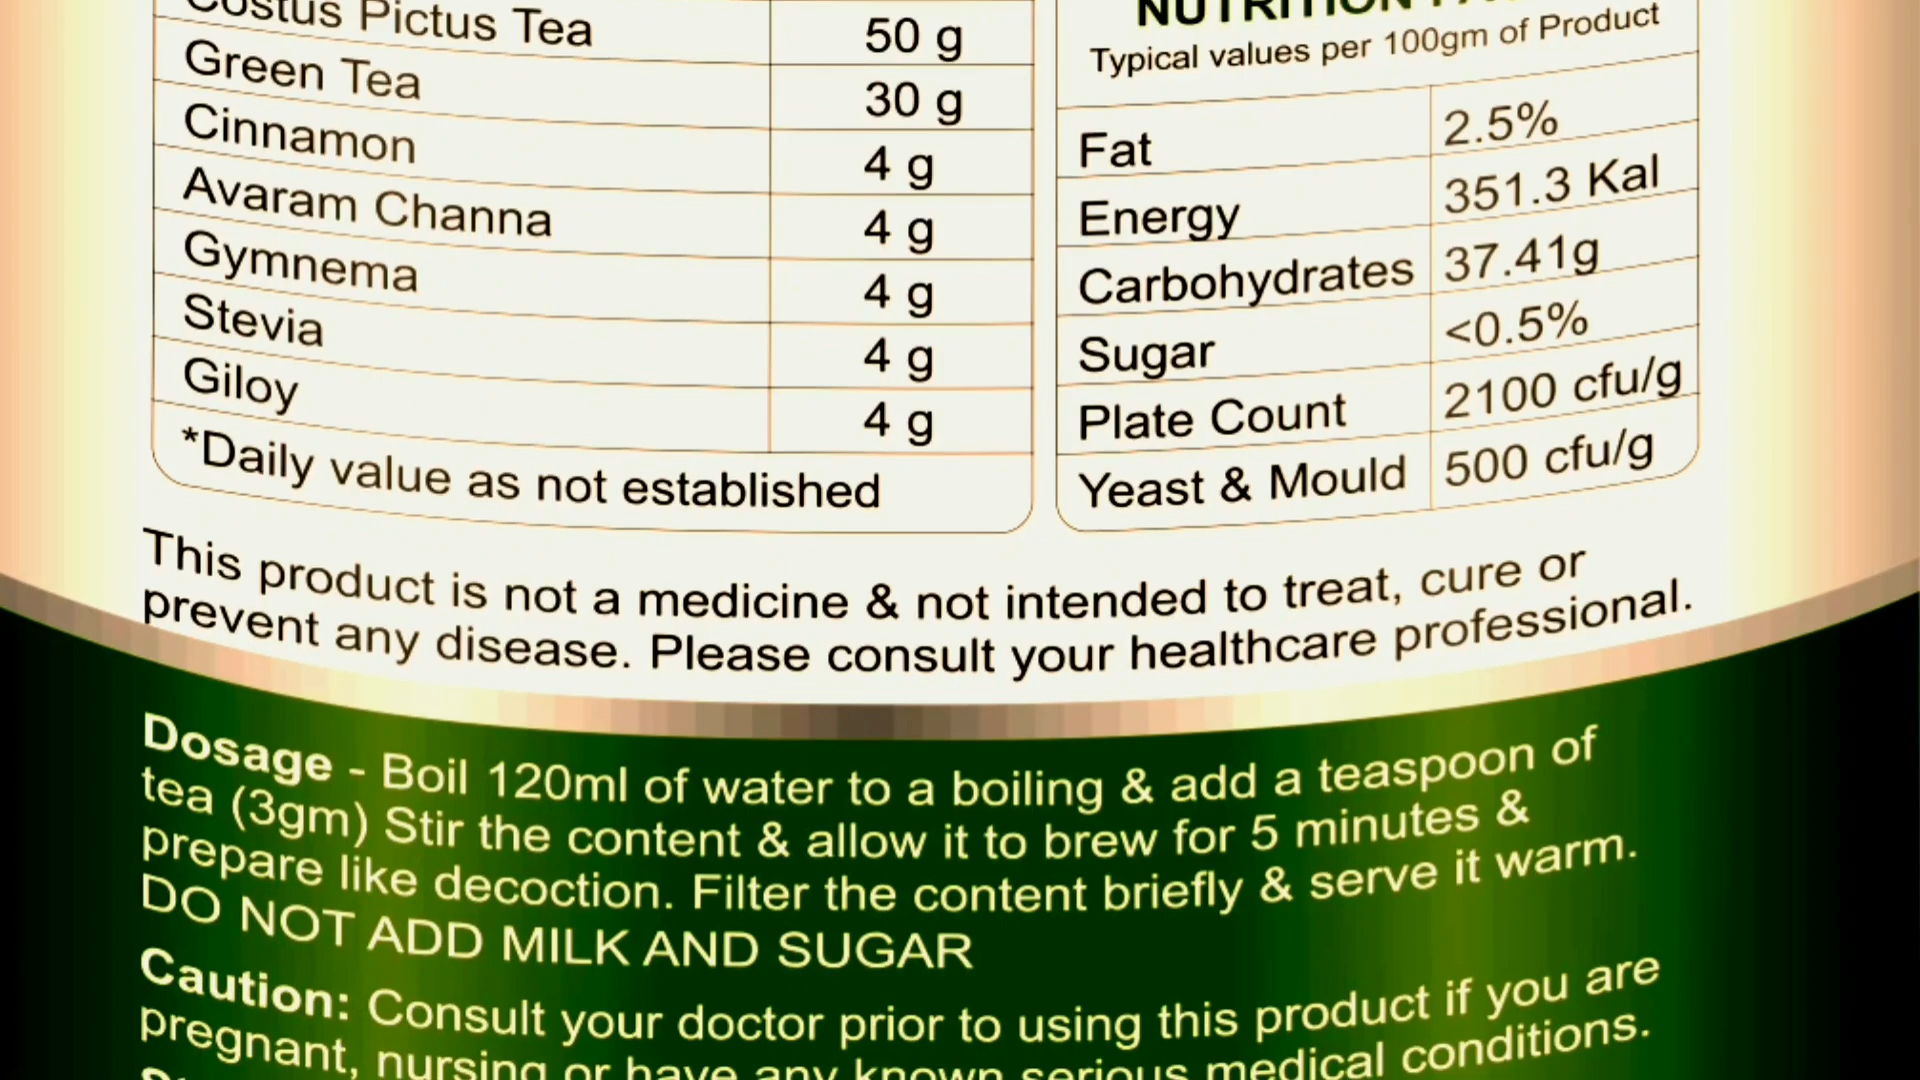 Costus Pictus Tea 50 g
Green Tea 30 g
Cinnamon 4 g
Avaram Channa 4 g
Gymnema 4 g
Stevia 4 g
Giloy 4 g
*Daily value as not established
NUTRITION
Typical values per 100gm of Product
Fat 2.5%
Energy 351.3 Kal
Carbohydrates 37.41g
Sugar <0.5%
Plate Count 2100 cfu/g
Yeast & Mould 500 cfu/g
This product is not a medicine & not intended to treat, cure or
prevent any disease. Please consult your healthcare professional.
Dosage - Boil 120ml of water to a boiling & add a teaspoon of
tea (3gm) Stir the content & allow it to brew for 5 minutes &
prepare like decoction. Filter the content briefly & serve it warm.
DO NOT ADD MILK AND SUGAR
Caution: Consult your doctor prior to using this product if you are
pregnant, nursing or have any known serious medical conditions.